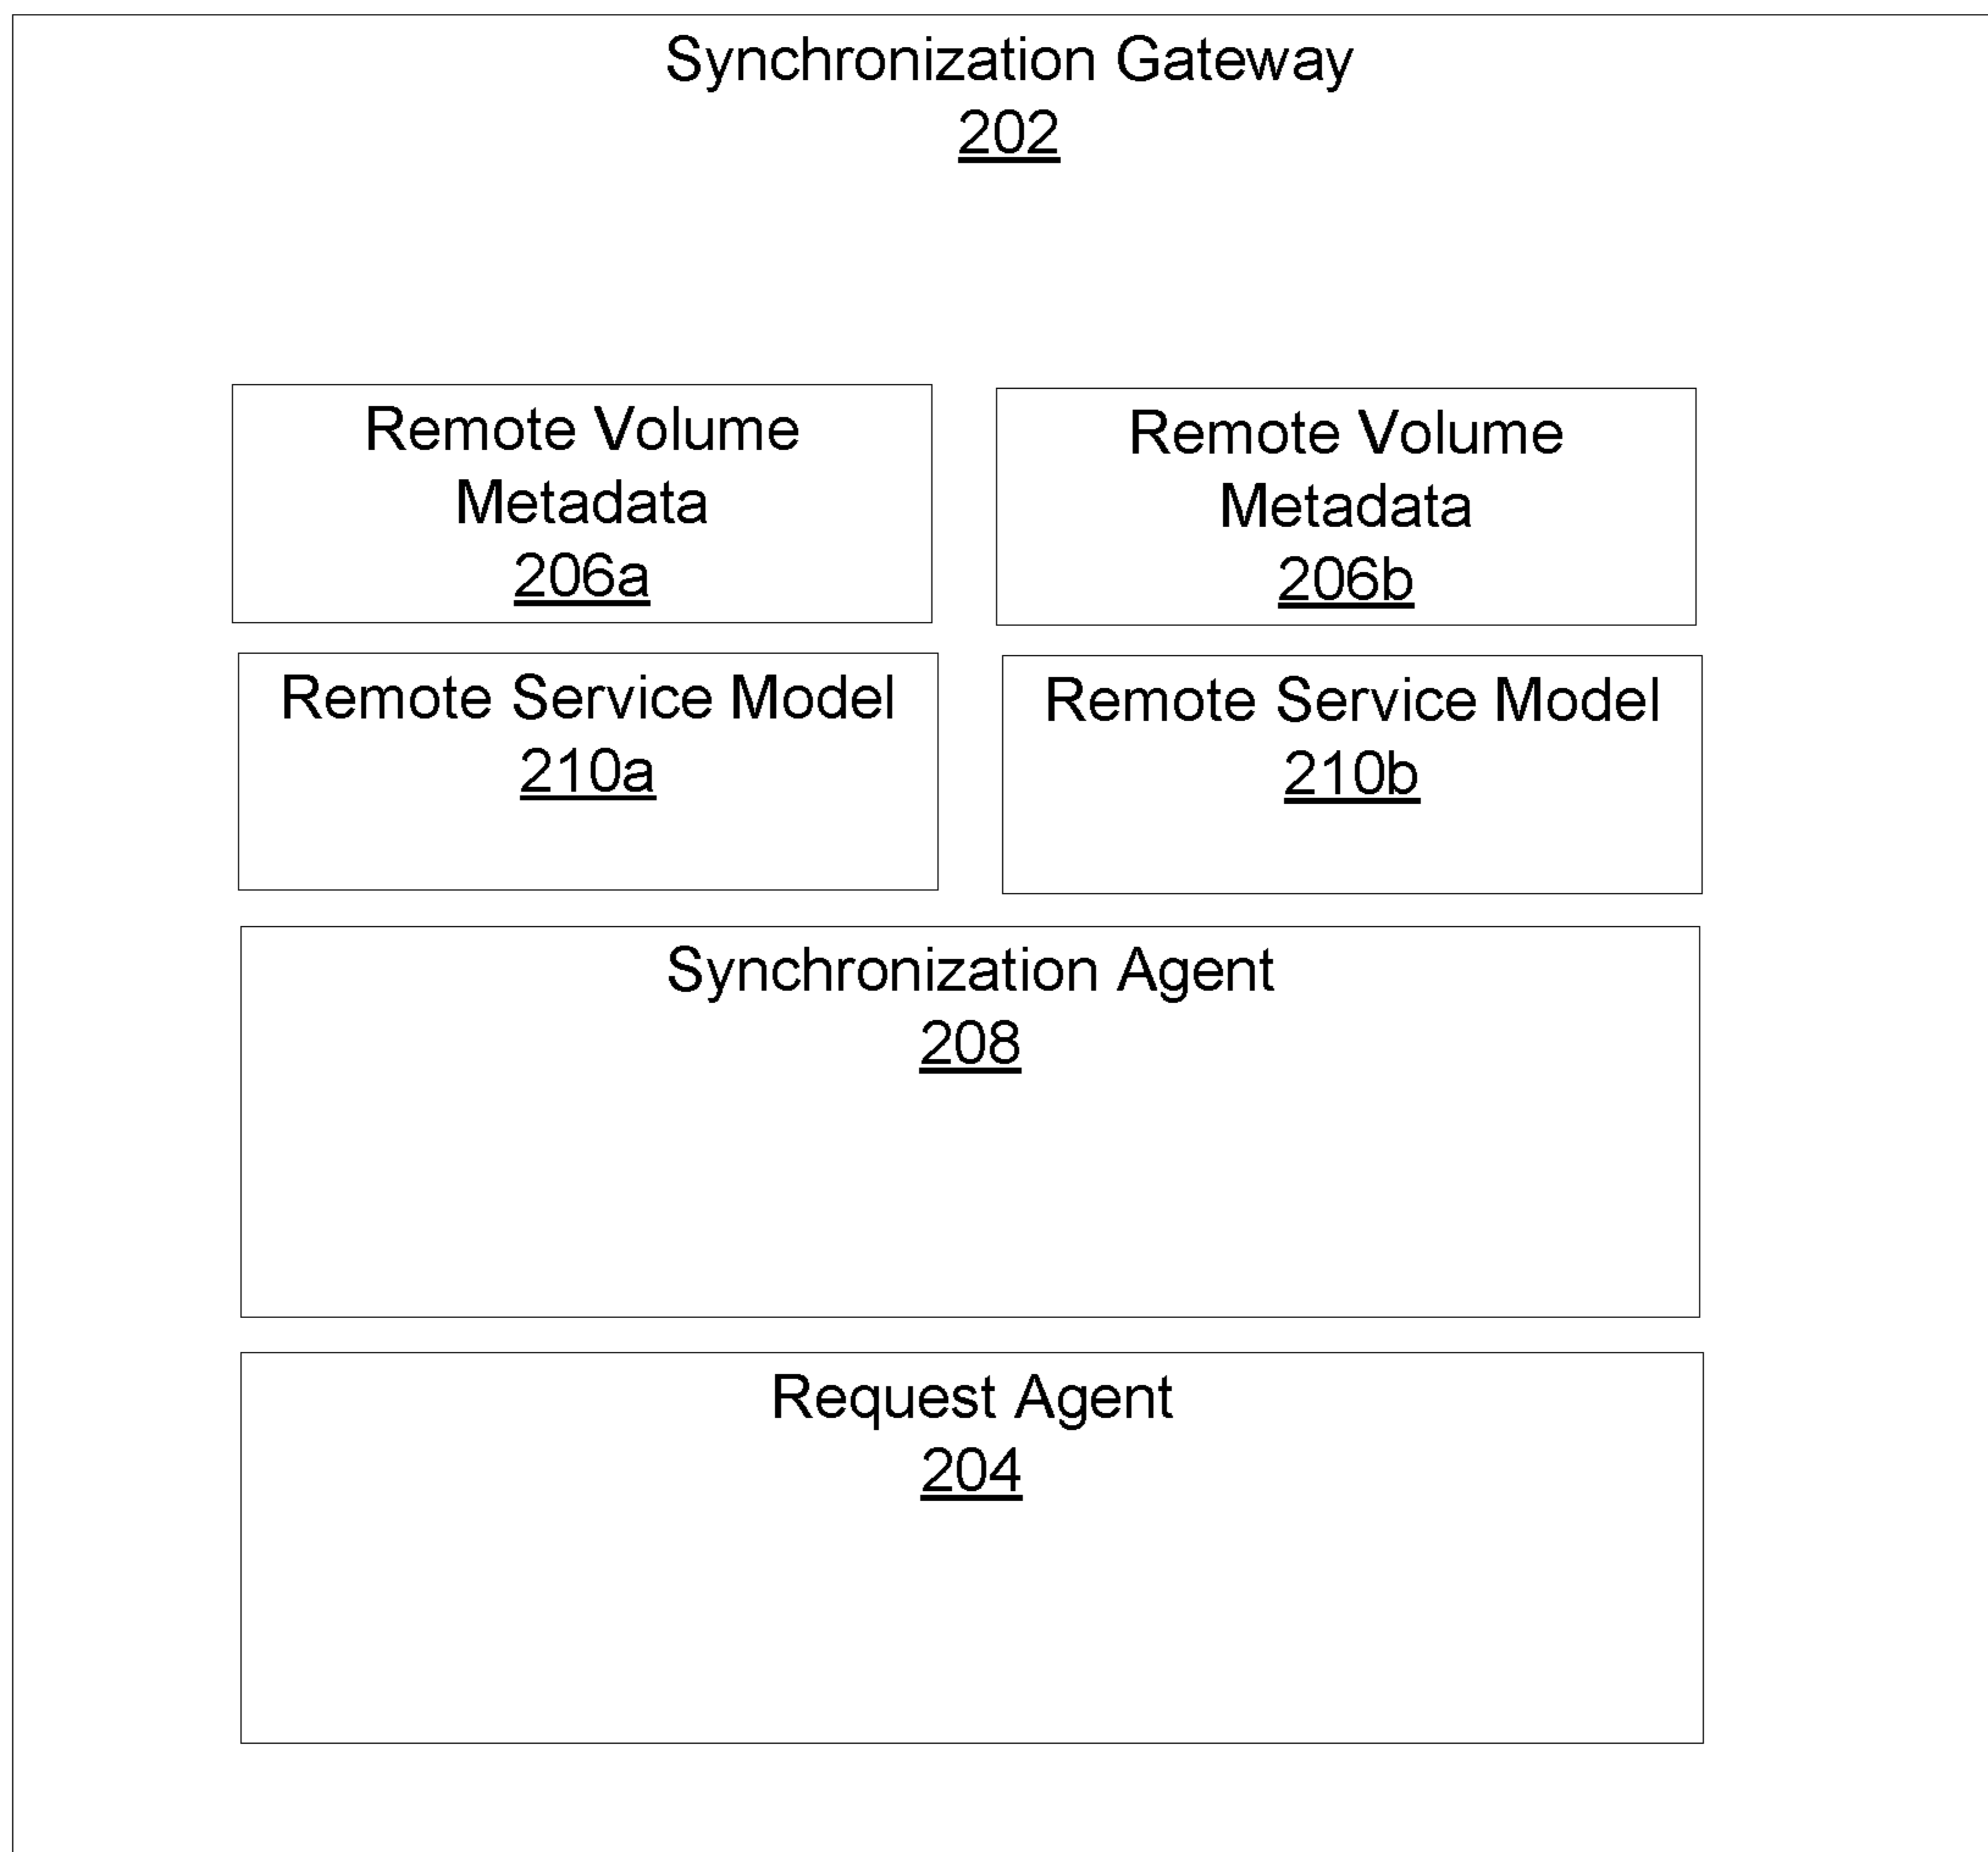 Synchronization Gateway
202
Remote Volume
Metadata
206a
Remote Volume
Metadata
206b
Remote Service Model
210a
Remote Service Model
210b
Synchronization Agent
208
Request Agent
204